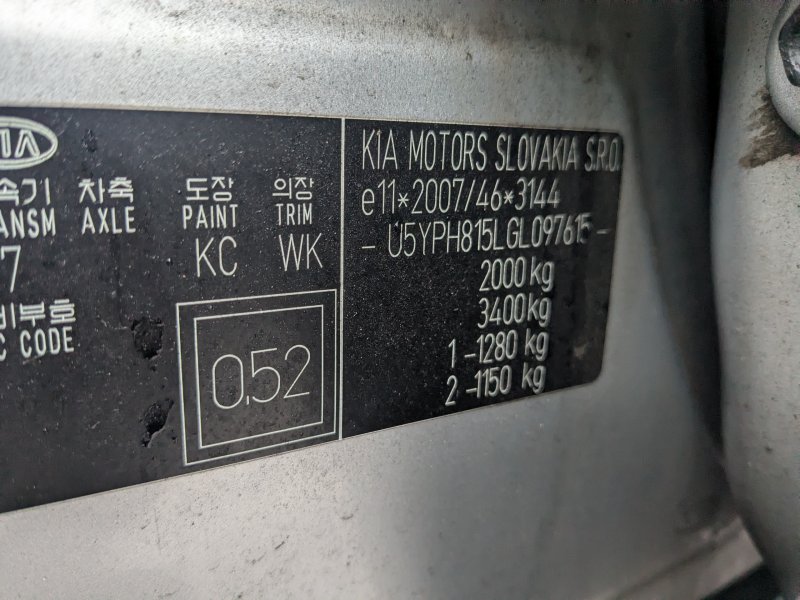 KIA
속기 차축 도장 의장
ANSM AXLE PAINT TRIM
7 KC WK
비부호
C CODE
0,52
KIA MOTORS SLOVAKIA S.R.O.
e11*2007/46*3144
- U5YPH815LGL097615 -
2000 kg
3400 kg
1 -1280 kg
2 -1150 kg